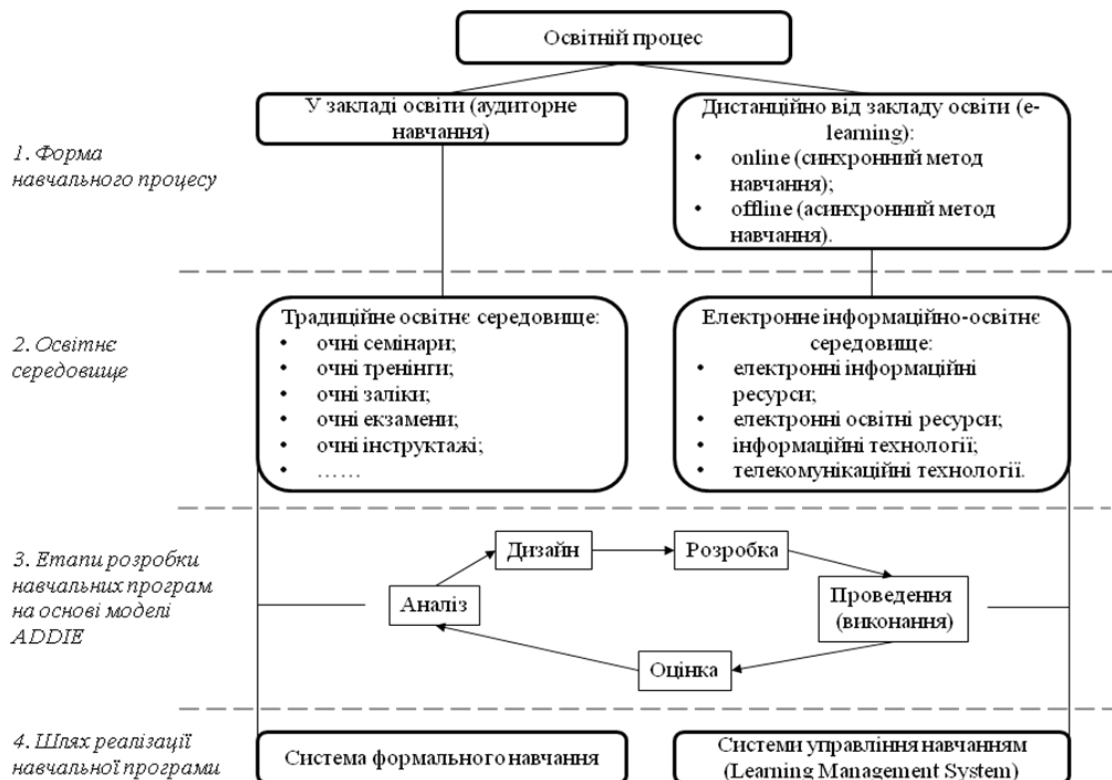 Освітній процес
У закладі освіти (аудиторне
навчання)
Дистанційно від закладу освіти (e-
learning):
• online (синхронний метод
навчання);
• offline (асинхронний метод
навчання).
1. Форма
навчального процесу
Традиційне освітнє середовище:
• очні семінари;
• очні тренінги;
• очні заліки;
• очні екзамени;
• очні інструктажі;
• ……
Електронне інформаційно-освітнє
середовище:
• електронні інформаційні
ресурси;
• електронні освітні ресурси;
• інформаційні технології;
• телекомунікаційні технології.
2. Освітнє
середовище
3. Етапи розробки
навчальних програм
на основі моделі
ADDIE
Аналіз
Дизайн
Розробка
Проведення
(виконання)
Оцінка
4. Шлях реалізації
навчальної програми
Система формального навчання
Системи управління навчанням
(Learning Management System)